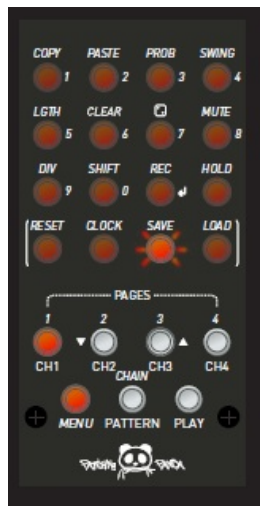 COPY PASTE PROB SWING
1 2 3 4
LGTH CLEAR MUTE
5 6 7 8
DIV SHIFT REC HOLD
9 0
RESET CLOCK SAVE LOAD
PAGES
1 2 3 4
CH1 CH2 CH3 CH4
CHAIN
MENU PATTERN PLAY